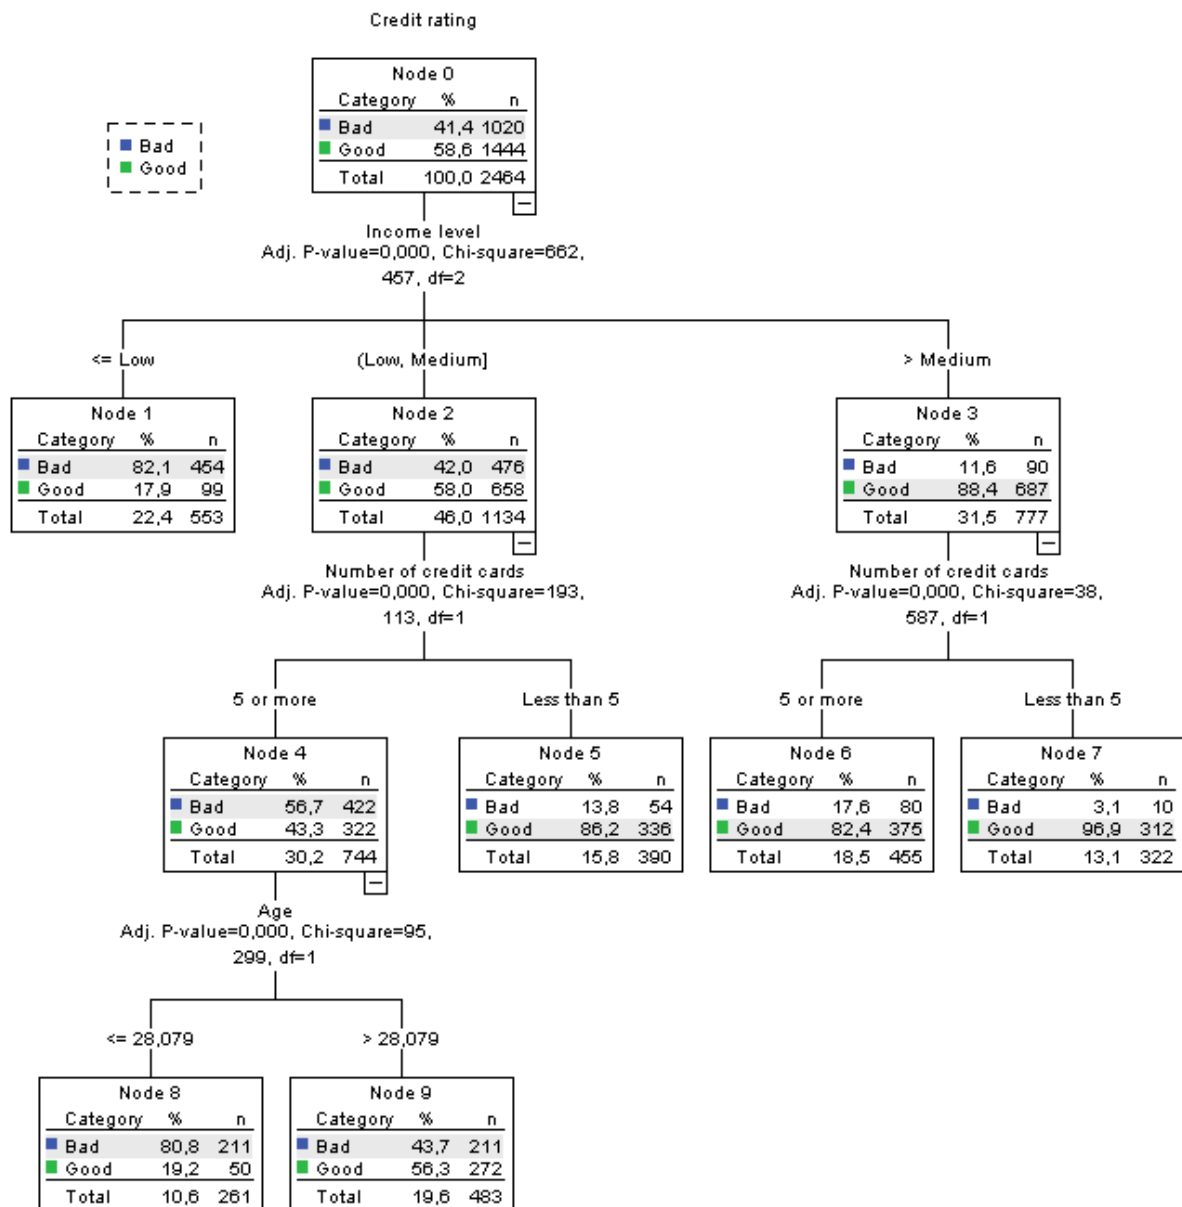 Credit rating
Bad
Good
Node 0
Category % n
Bad 41,4 1020
Good 58,6 1444
Total 100,0 2464
Income level
Adj. P-value=0,000, Chi-square=662,
457, df=2
<= Low
(Low, Medium]
> Medium
Node 1
Category % n
Bad 82,1 454
Good 17,9 99
Total 22,4 553
Node 2
Category % n
Bad 42,0 476
Good 58,0 658
Total 46,0 1134
Node 3
Category % n
Bad 11,6 90
Good 88,4 687
Total 31,5 777
Number of credit cards
Adj. P-value=0,000, Chi-square=193,
113, df=1
Number of credit cards
Adj. P-value=0,000, Chi-square=38,
587, df=1
5 or more
Less than 5
5 or more
Less than 5
Node 4
Category % n
Bad 56,7 422
Good 43,3 322
Total 30,2 744
Node 5
Category % n
Bad 13,8 54
Good 86,2 336
Total 15,8 390
Node 6
Category % n
Bad 17,6 80
Good 82,4 375
Total 18,5 455
Node 7
Category % n
Bad 3,1 10
Good 96,9 312
Total 13,1 322
Age
Adj. P-value=0,000, Chi-square=95,
299, df=1
<= 28,079
> 28,079
Node 8
Category % n
Bad 80,8 211
Good 19,2 50
Total 10,6 261
Node 9
Category % n
Bad 43,7 211
Good 56,3 272
Total 19,6 483